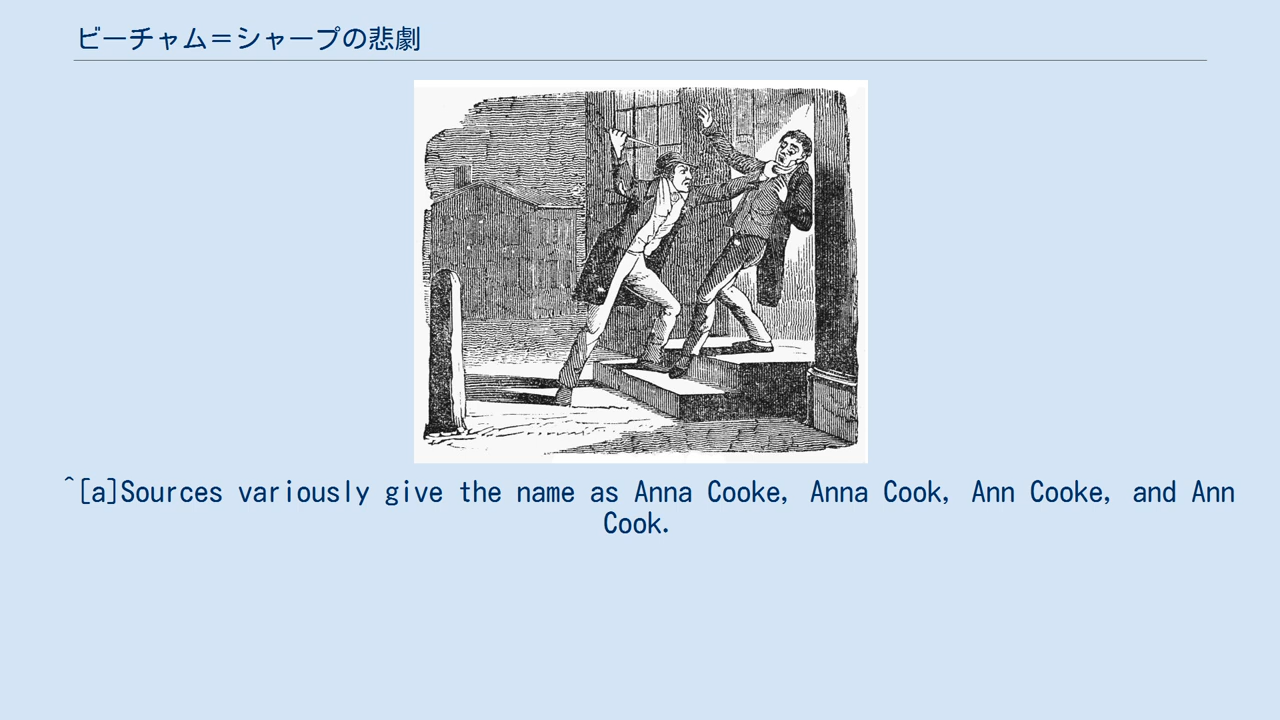 ビーチャム＝シャープの悲劇
^[a]Sources variously give the name as Anna Cooke, Anna Cook, Ann Cooke, and Ann
Cook.